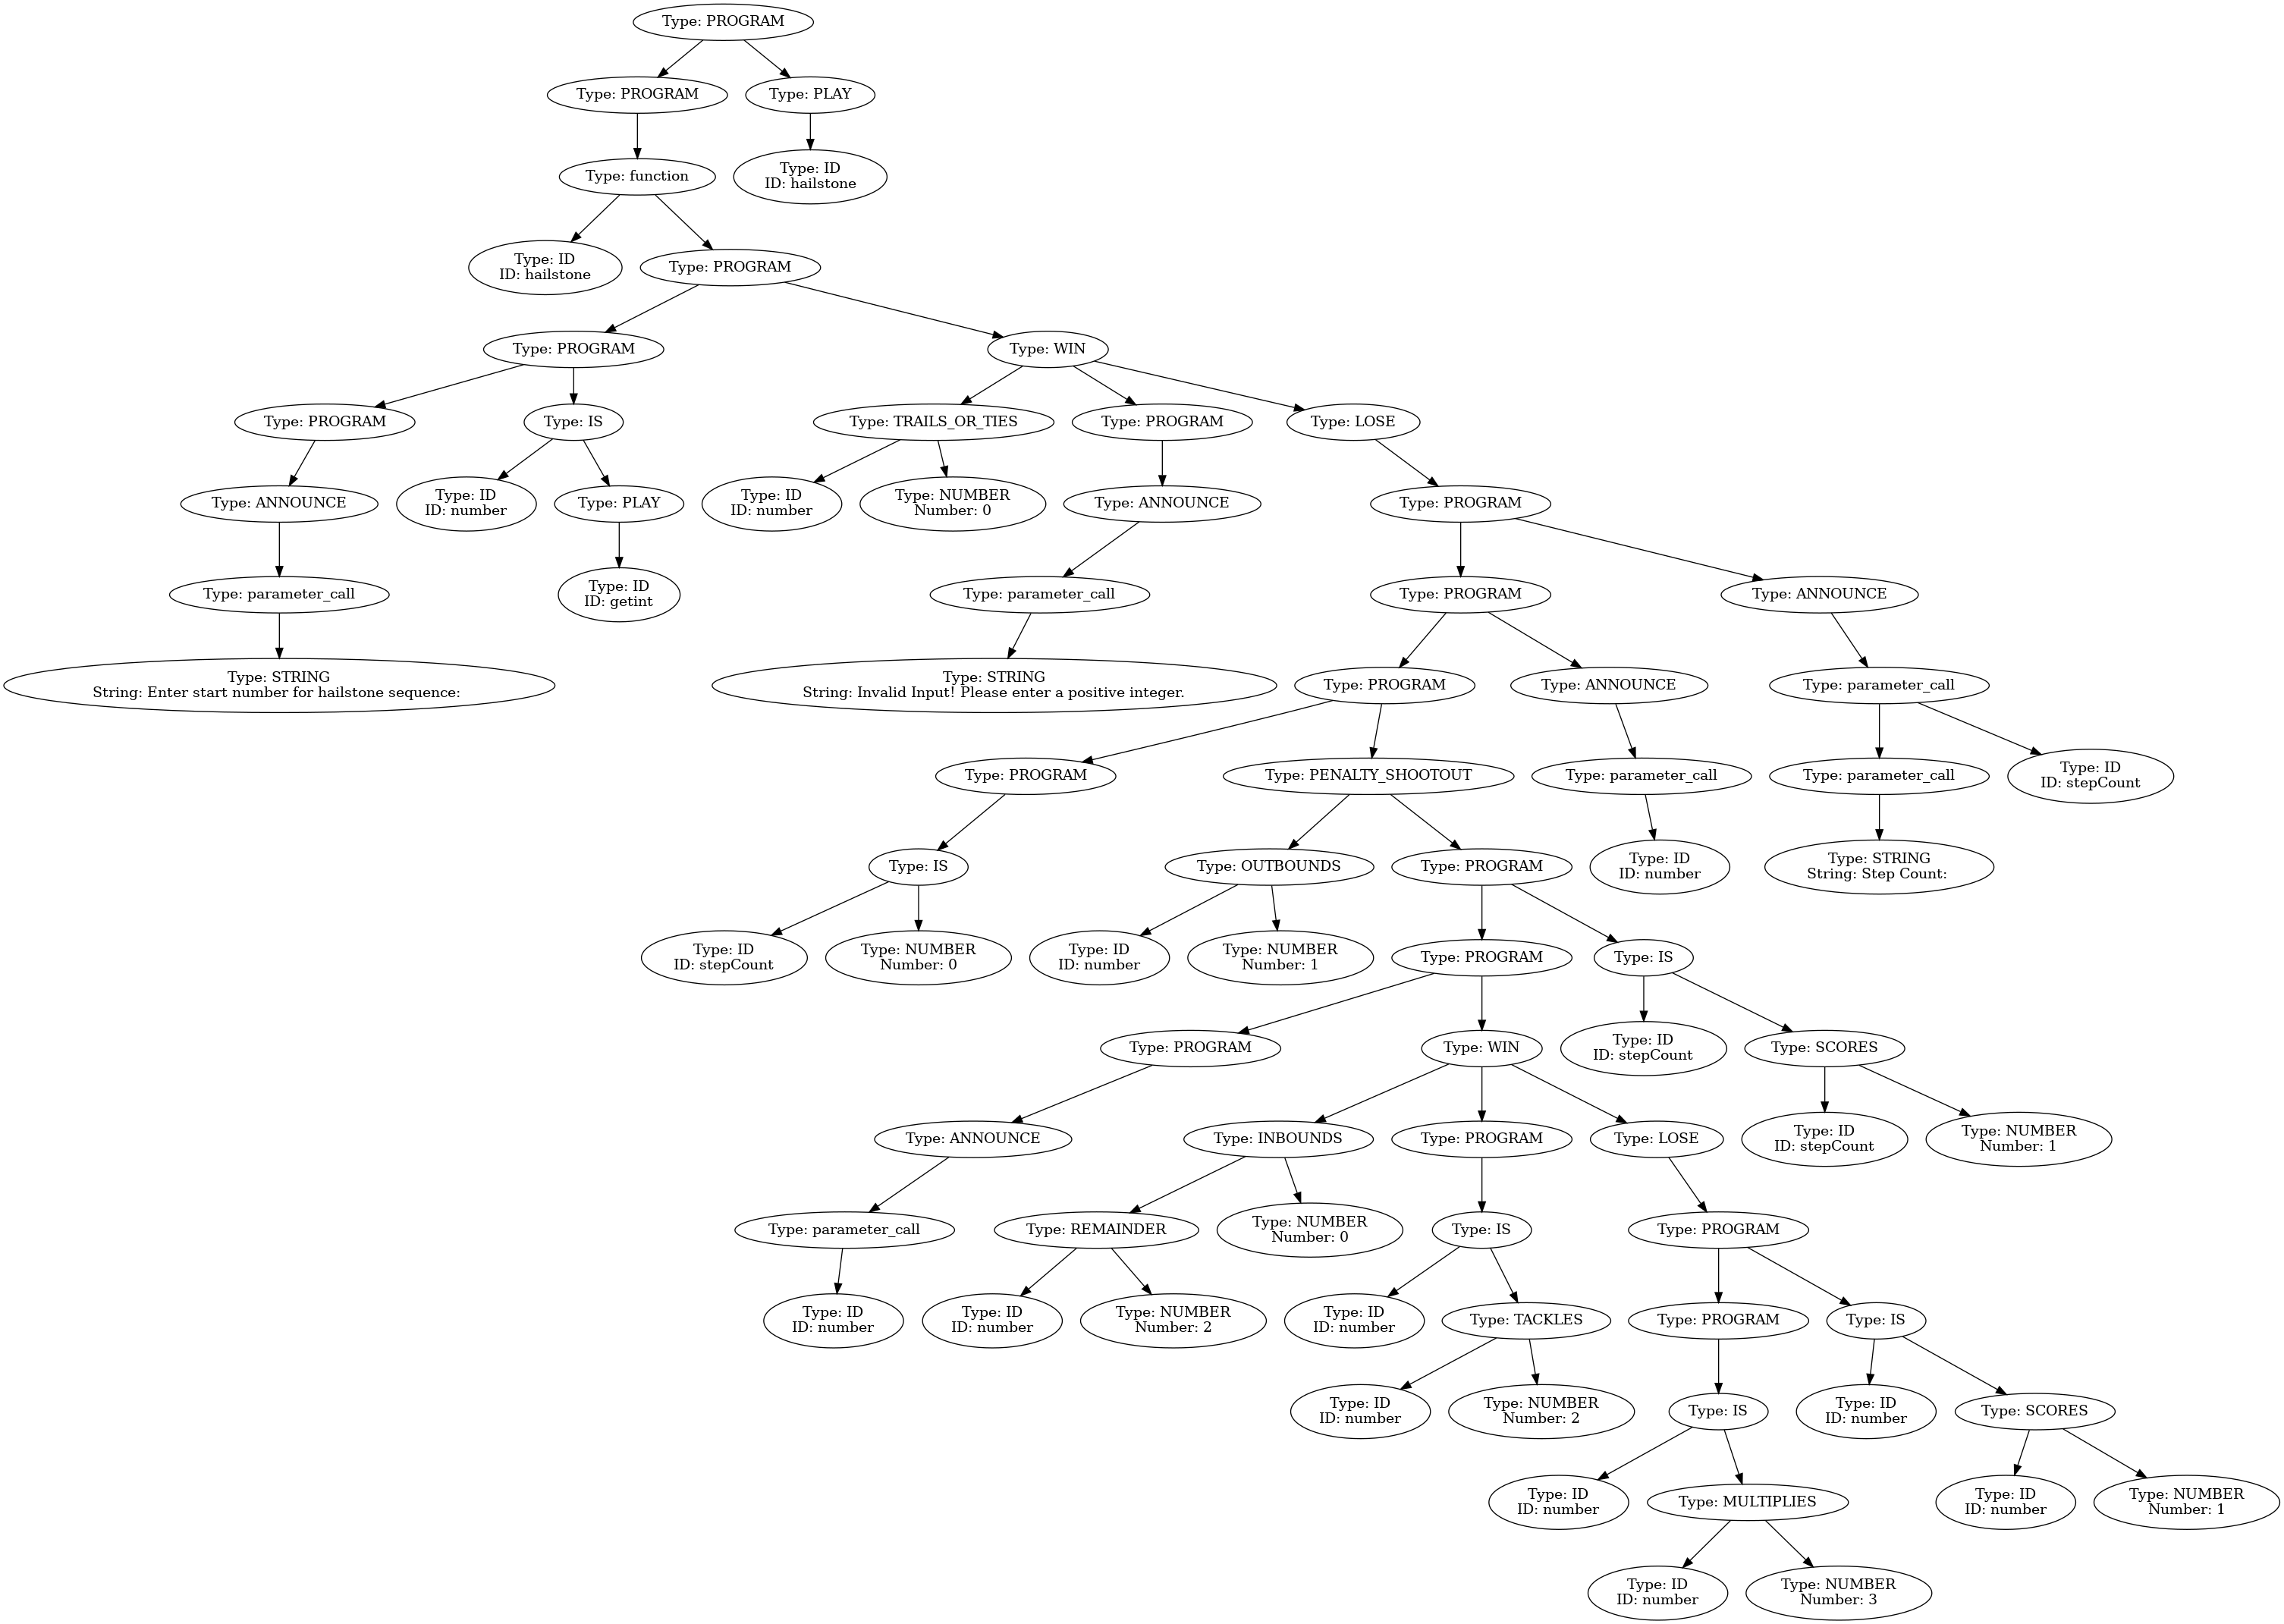 Type: PROGRAM
Type: PROGRAM
Type: PLAY
Type: function
Type: ID
ID: hailstone
Type: ID
ID: hailstone
Type: PROGRAM
Type: PROGRAM
Type: WIN
Type: PROGRAM
Type: IS
Type: TRAILS_OR_TIES
Type: PROGRAM
Type: LOSE
Type: ANNOUNCE
Type: ID
ID: number
Type: PLAY
Type: ID
ID: number
Type: NUMBER
Number: 0
Type: ANNOUNCE
Type: PROGRAM
Type: parameter_call
Type: ID
ID: getint
Type: parameter_call
Type: PROGRAM
Type: ANNOUNCE
Type: STRING
String: Enter start number for hailstone sequence:
Type: STRING
String: Invalid Input! Please enter a positive integer.
Type: PROGRAM
Type: ANNOUNCE
Type: parameter_call
Type: PROGRAM
Type: PENALTY_SHOOTOUT
Type: parameter_call
Type: parameter_call
Type: ID
ID: stepCount
Type: IS
Type: OUTBOUNDS
Type: PROGRAM
Type: ID
ID: number
Type: STRING
String: Step Count:
Type: ID
ID: stepCount
Type: NUMBER
Number: 0
Type: ID
ID: number
Type: NUMBER
Number: 1
Type: PROGRAM
Type: IS
Type: PROGRAM
Type: WIN
Type: ID
ID: stepCount
Type: SCORES
Type: ANNOUNCE
Type: INBOUNDS
Type: PROGRAM
Type: LOSE
Type: ID
ID: stepCount
Type: NUMBER
Number: 1
Type: parameter_call
Type: REMAINDER
Type: NUMBER
Number: 0
Type: IS
Type: PROGRAM
Type: ID
ID: number
Type: ID
ID: number
Type: NUMBER
Number: 2
Type: ID
ID: number
Type: TACKLES
Type: PROGRAM
Type: IS
Type: ID
ID: number
Type: NUMBER
Number: 2
Type: IS
Type: ID
ID: number
Type: SCORES
Type: ID
ID: number
Type: MULTIPLIES
Type: ID
ID: number
Type: NUMBER
Number: 1
Type: ID
ID: number
Type: NUMBER
Number: 3